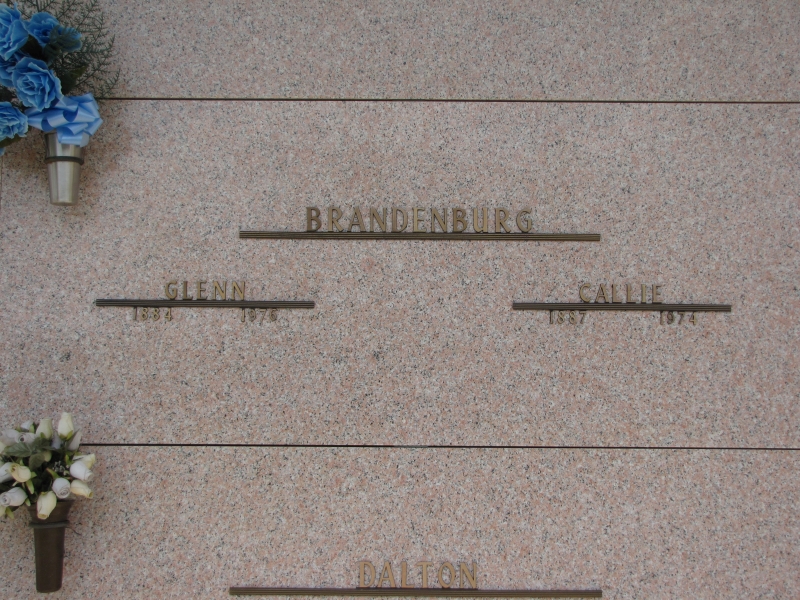 BRANDENBURG
GLENN CALLIE
1884 1976 1887 1974
DALTON